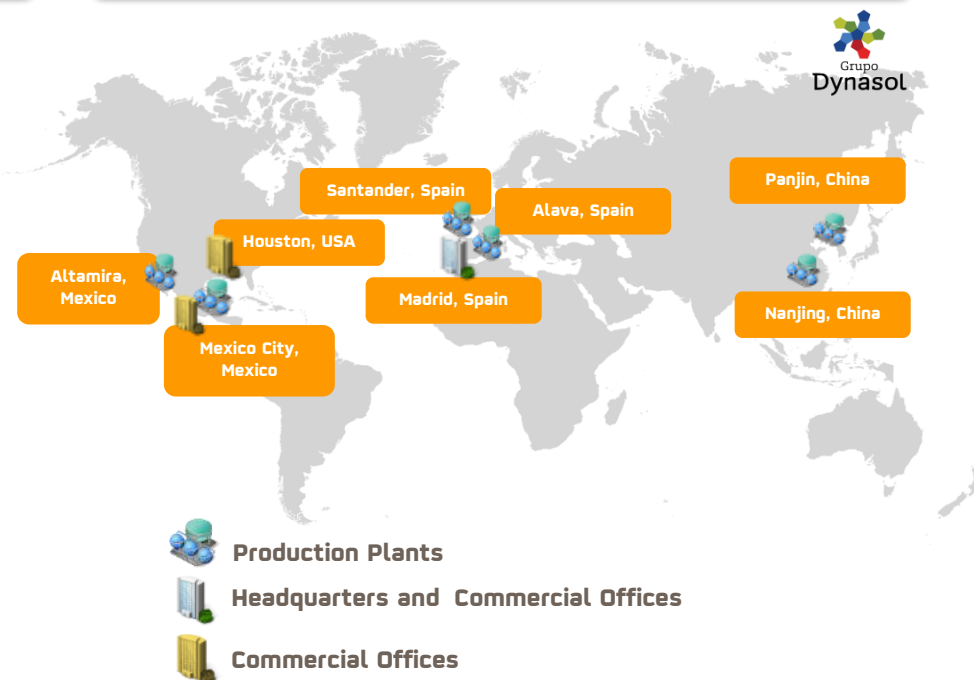 Grupo
Dynasol
Santander, Spain
Panjin, China
Alava, Spain
Houston, USA
Altamira,
Mexico
Madrid, Spain
Nanjing, China
Mexico City,
Mexico
Production Plants
Headquarters and Commercial Offices
Commercial Offices